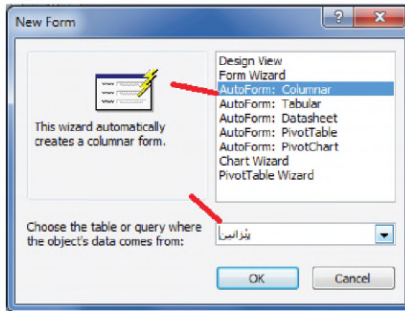 New Form
Design View
Form Wizard
AutoForm: Columnar
AutoForm: Tabular
AutoForm: Datasheet
AutoForm: PivotTable
AutoForm: PivotChart
Chart Wizard
PivotTable Wizard
This wizard automatically
creates a columnar form.
Choose the table or query where
the object's data comes from:
OK
Cancel